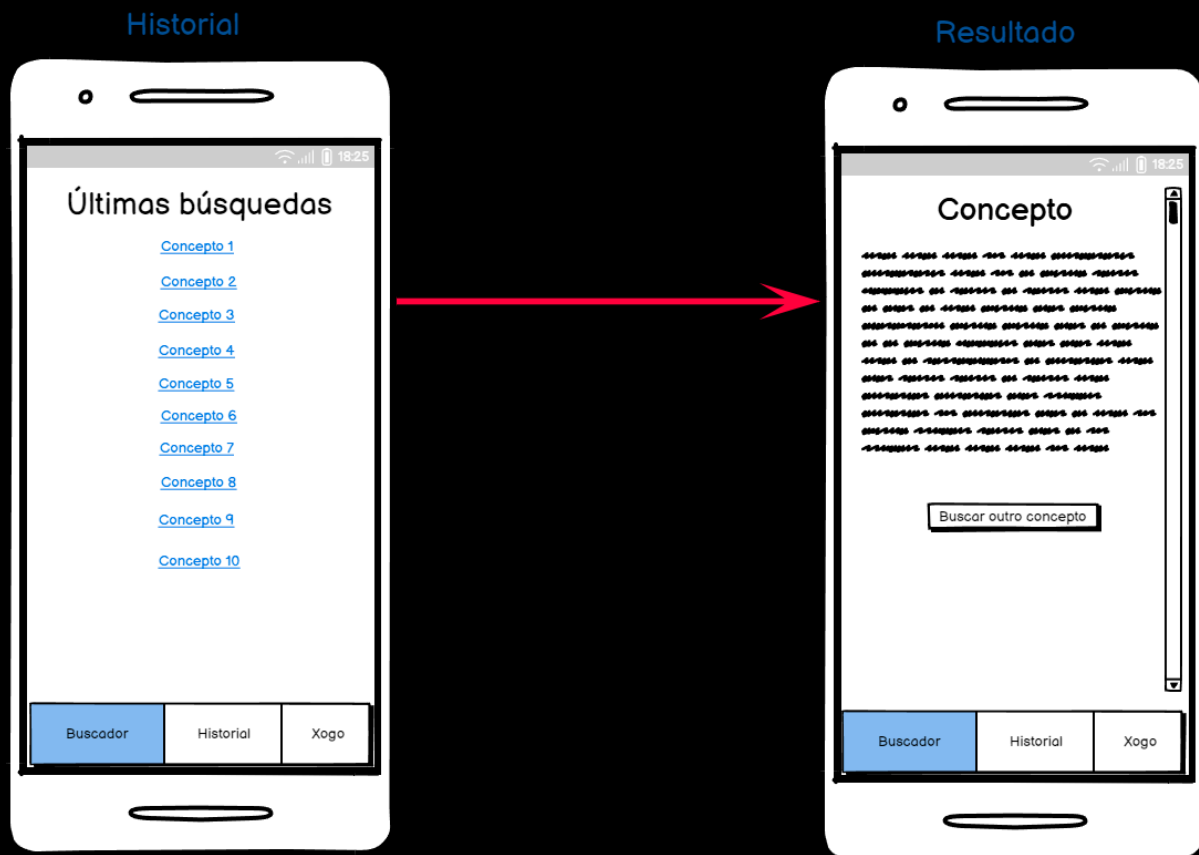 Historial
18:25
Últimas búsquedas
Concepto 1
Concepto 2
Concepto 3
Concepto 4
Concepto 5
Concepto 6
Concepto 7
Concepto 8
Concepto 9
Concepto 10
Buscador Historial Xogo
Resultado
18:25
Concepto
Buscar outro concepto
Buscador Historial Xogo